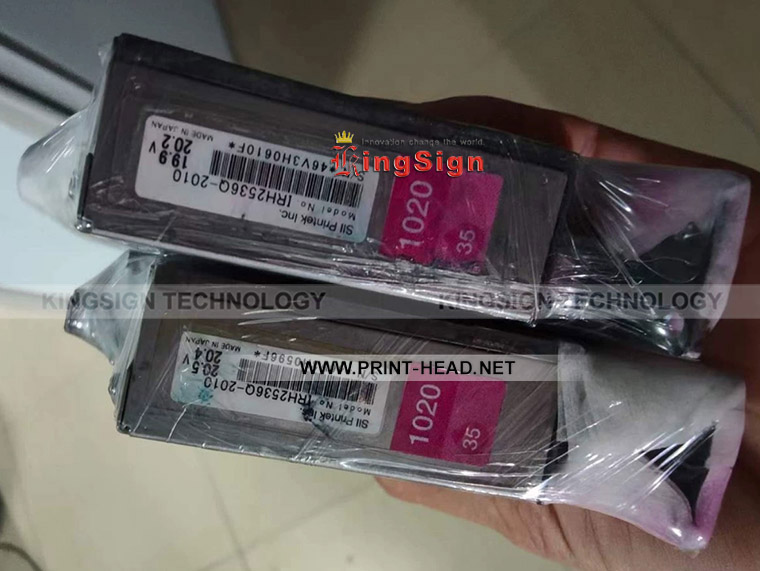 Innovation change the world
KingSign
SII Printek Inc.
Model No. IRH2536Q-2010
*46V3H0610F*
19.9 V
20.2
MADE IN JAPAN
1020
35
KINGSIGN TECHNOLOGY
KINGSIGN TECHNOLOGY
SII Printek Inc.
Model No. IRH2536Q-2010
0596F*
20.5 V
20.4
MADE IN JAPAN
1020
35
WWW.PRINT-HEAD.NET